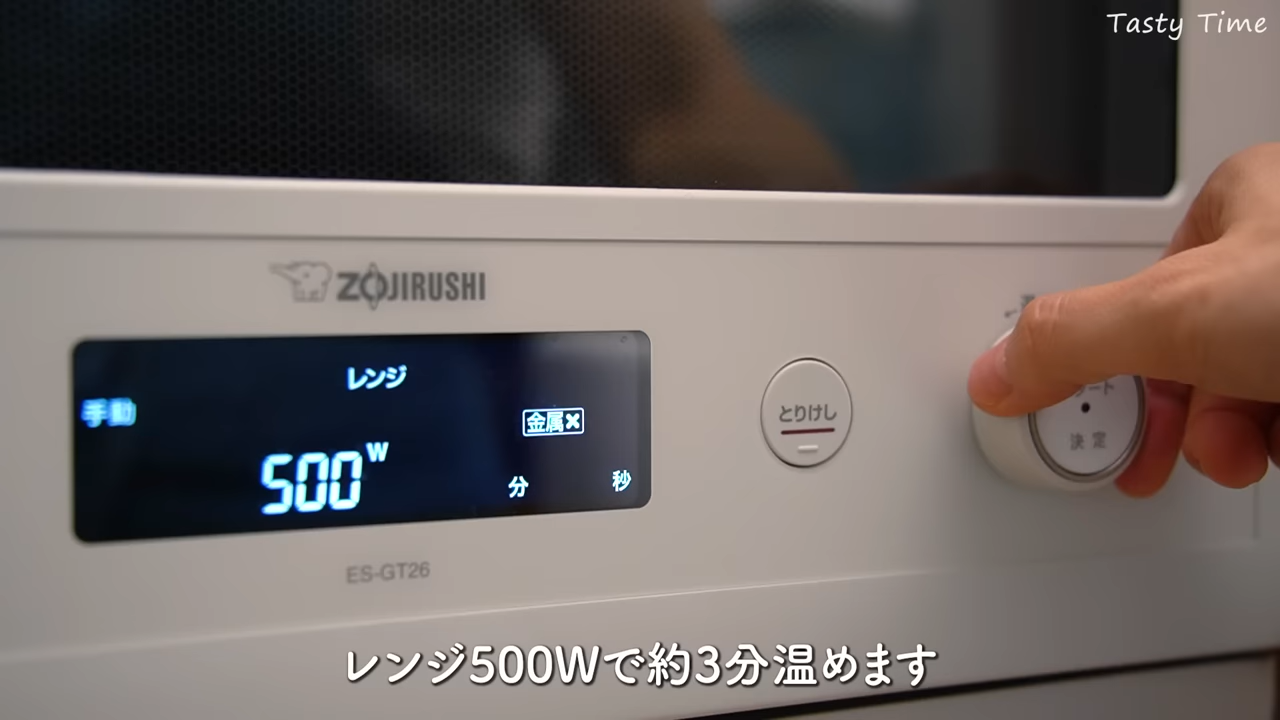 Tasty Time
ZOJIRUSHI
レンジ
手動
金属×
500W
分 秒
とりけし
決定
ES-GT26
レンジ500Wで約3分温めます